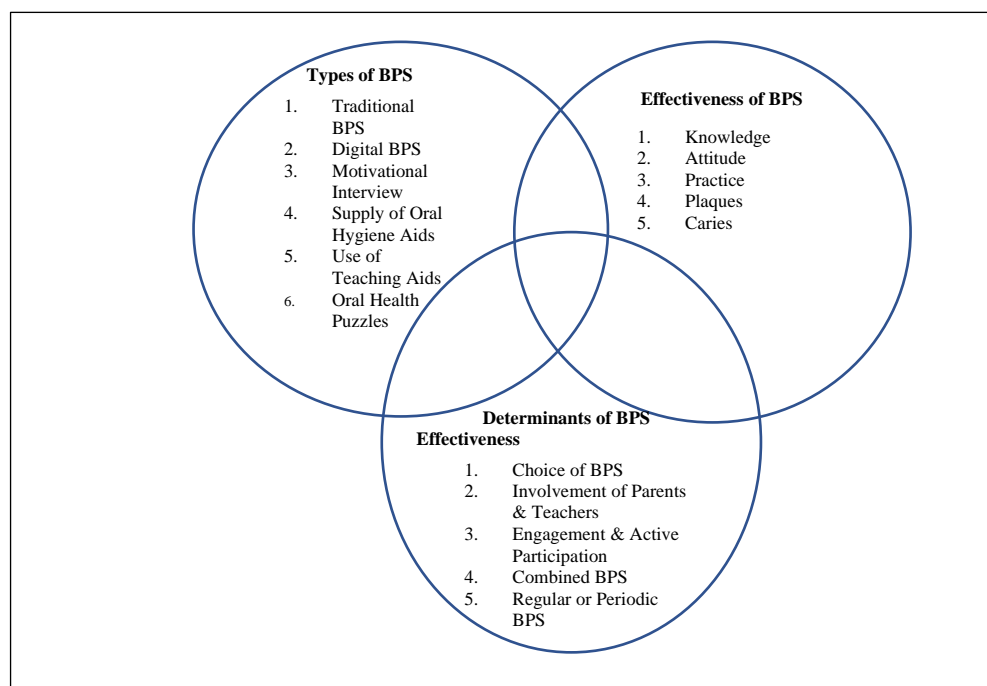 Types of BPS
1. Traditional
BPS
2. Digital BPS
3. Motivational
Interview
4. Supply of Oral
Hygiene Aids
5. Use of
Teaching Aids
6. Oral Health
Puzzles
Effectiveness of BPS
1. Knowledge
2. Attitude
3. Practice
4. Plaques
5. Caries
Determinants of BPS
Effectiveness
1. Choice of BPS
2. Involvement of Parents
& Teachers
3. Engagement & Active
Participation
4. Combined BPS
5. Regular or Periodic
BPS